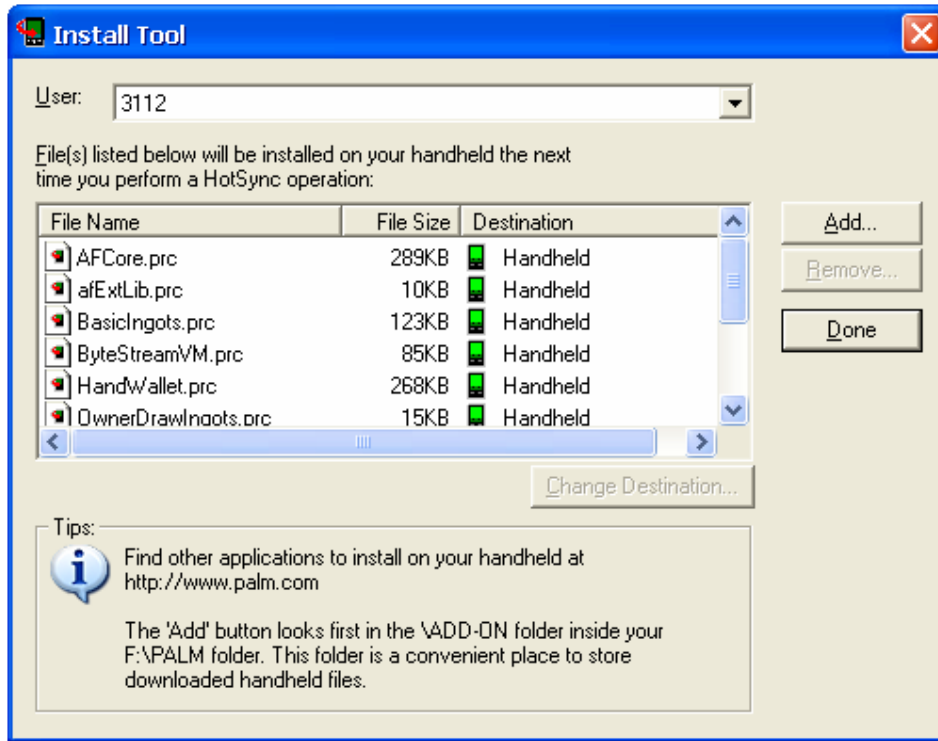 Install Tool
User: 3112
File(s) listed below will be installed on your handheld the next
time you perform a HotSync operation:
File Name File Size Destination
AFCore.prc 289KB Handheld
afExtLib.prc 10KB Handheld
BasicIngots.prc 123KB Handheld
ByteStreamVM.prc 85KB Handheld
HandWallet.prc 268KB Handheld
OwnerDrawIngots.prc 15KB Handheld
Add...
Remove...
Done
Change Destination...
Tips:
Find other applications to install on your handheld at
http://www.palm.com
The 'Add' button looks first in the \ADD-ON folder inside your
F:\PALM folder. This folder is a convenient place to store
downloaded handheld files.